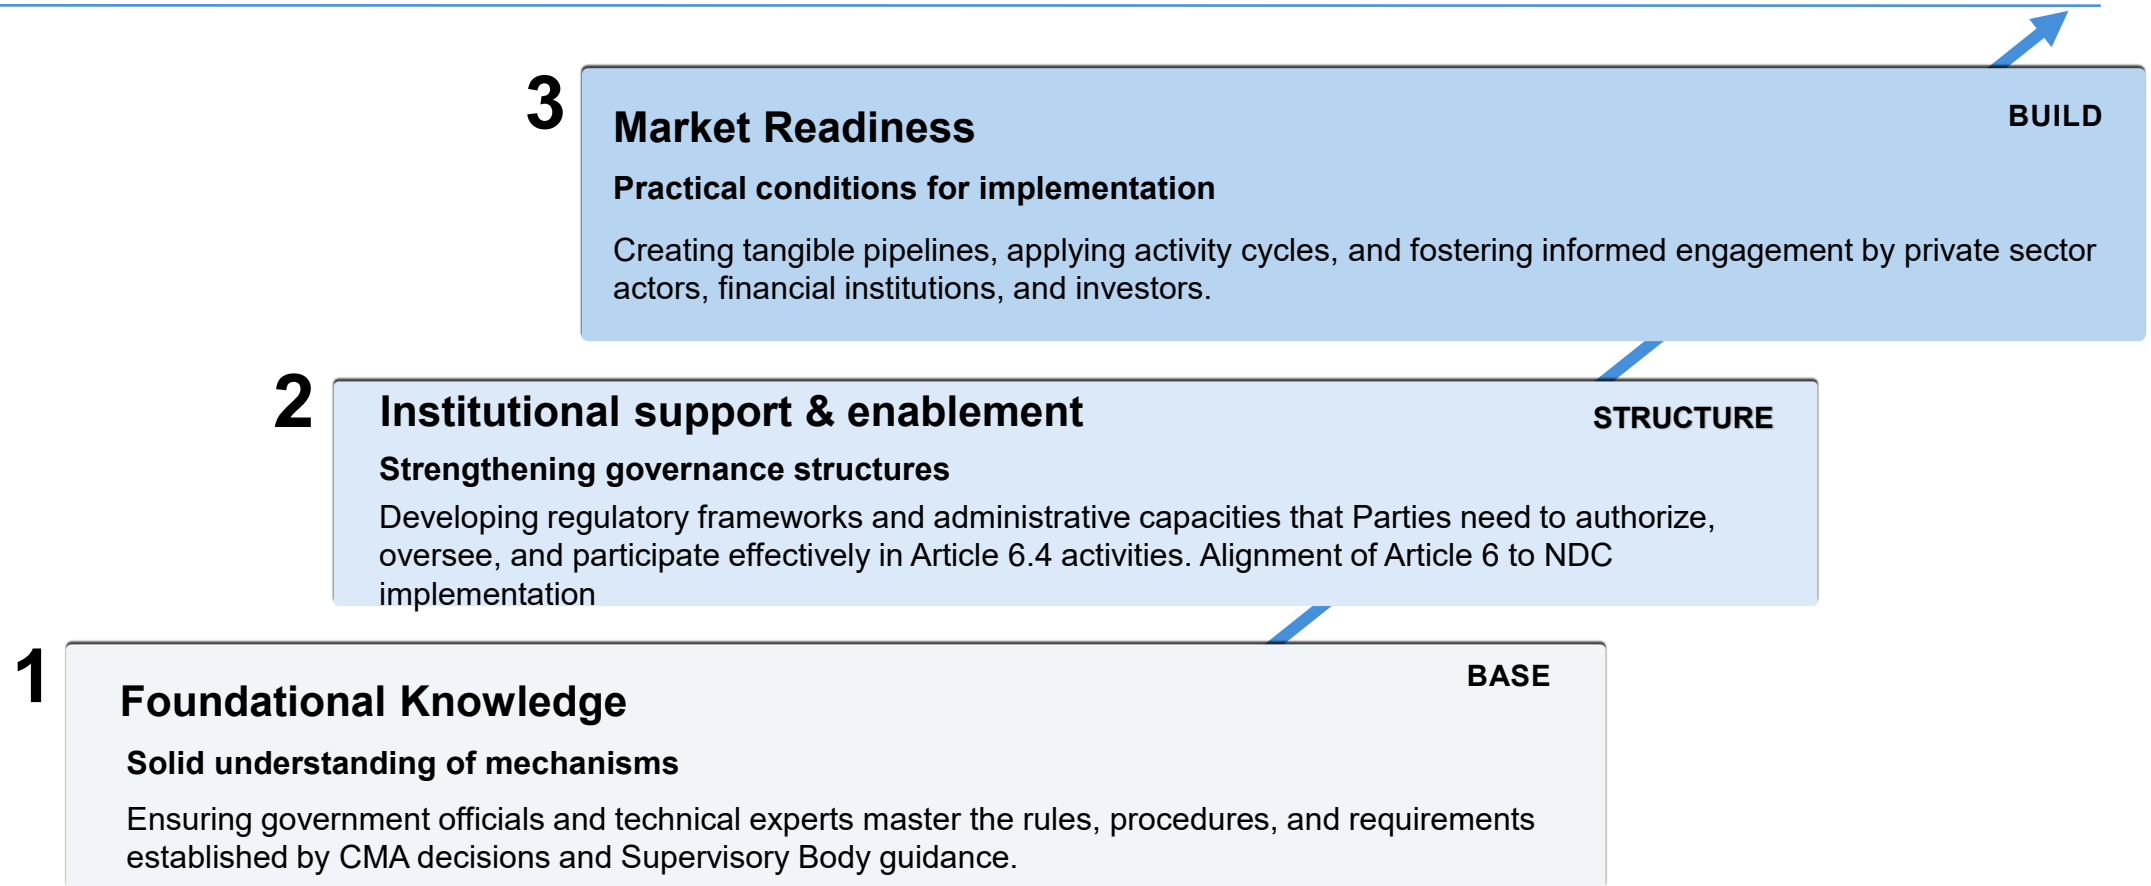 3
Market Readiness
BUILD
Practical conditions for implementation
Creating tangible pipelines, applying activity cycles, and fostering informed engagement by private sector
actors, financial institutions, and investors.
2
Institutional support & enablement
STRUCTURE
Strengthening governance structures
Developing regulatory frameworks and administrative capacities that Parties need to authorize,
oversee, and participate effectively in Article 6.4 activities. Alignment of Article 6 to NDC
implementation
1
Foundational Knowledge
BASE
Solid understanding of mechanisms
Ensuring government officials and technical experts master the rules, procedures, and requirements
established by CMA decisions and Supervisory Body guidance.